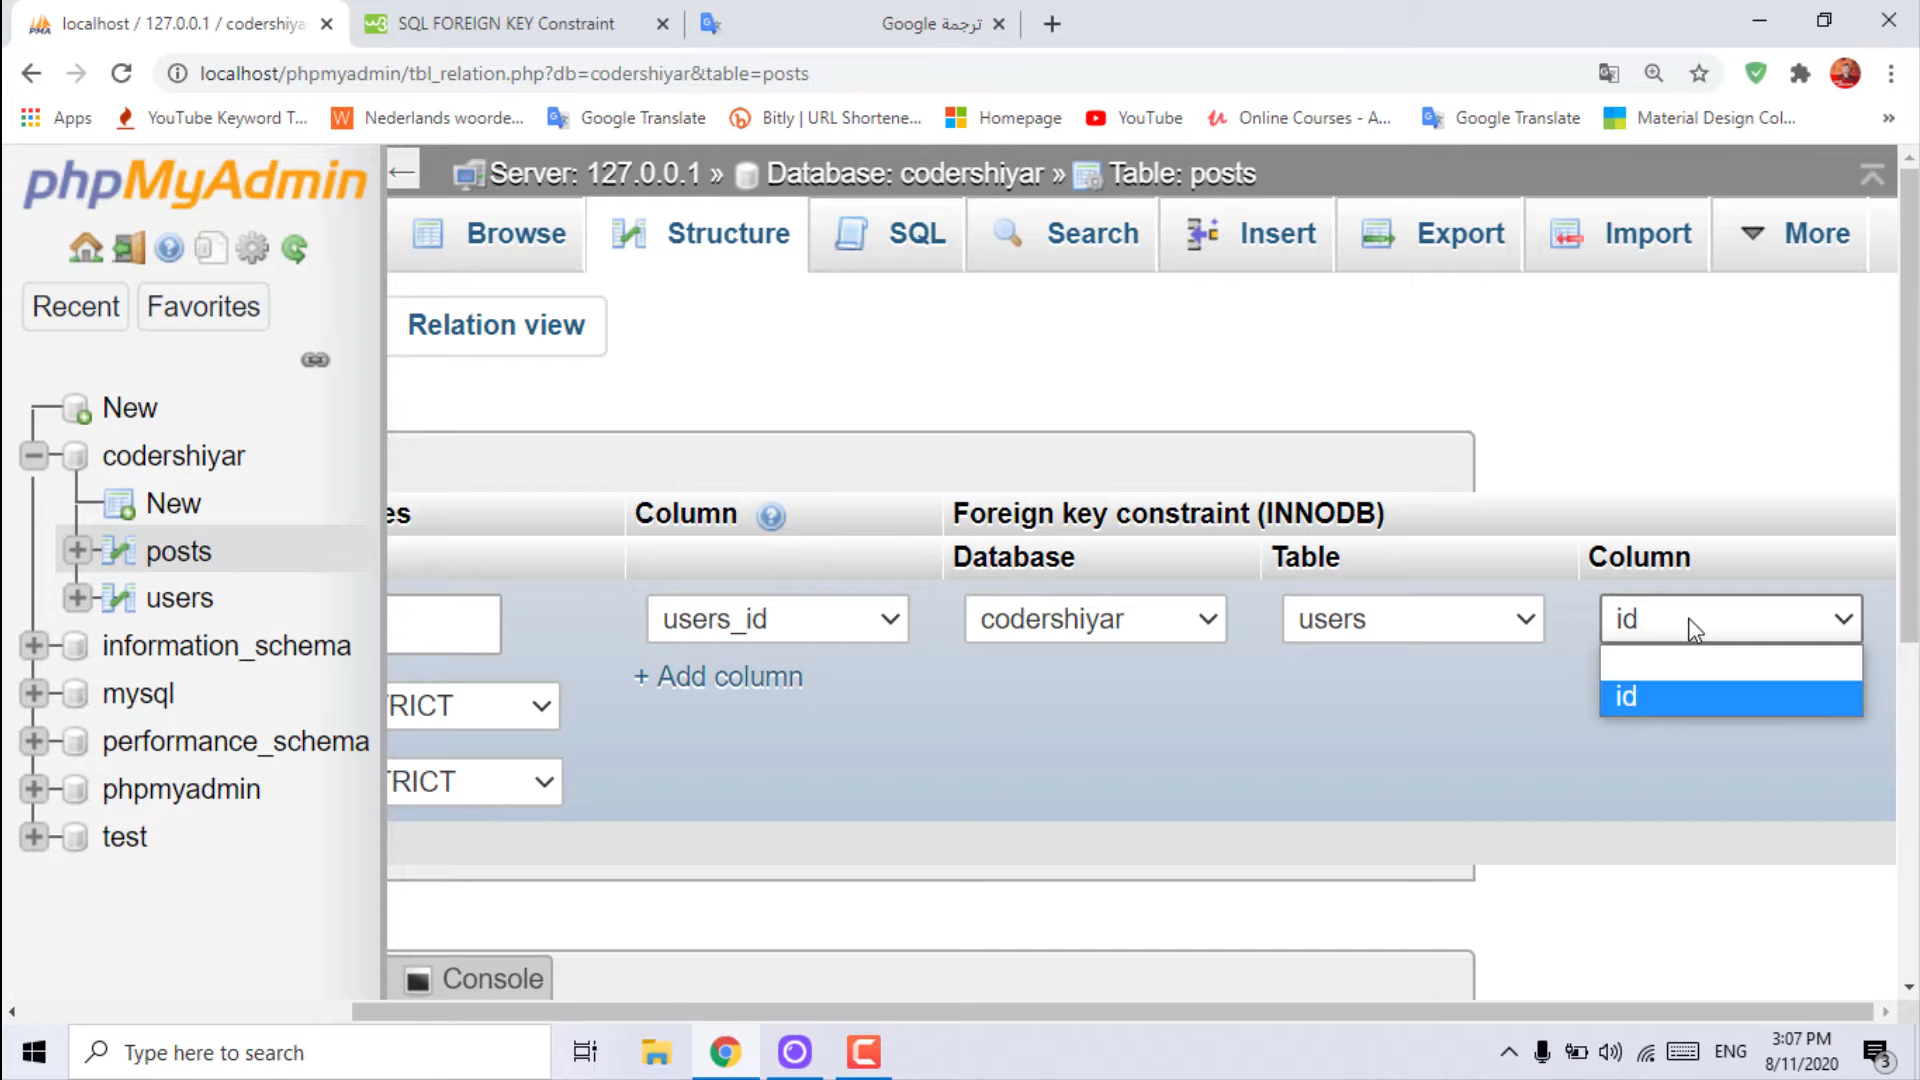 localhost / 127.0.0.1 / codershiya
SQL FOREIGN KEY Constraint
ترجمة Google
localhost/phpmyadmin/tbl_relation.php?db=codershiyar&table=posts
Apps
YouTube Keyword T...
Nederlands woorde...
Google Translate
Bitly | URL Shortene...
Homepage
YouTube
Online Courses - A...
Google Translate
Material Design Col...
»
phpMyAdmin
Server: 127.0.0.1 » Database: codershiyar » Table: posts
Browse
Structure
SQL
Search
Insert
Export
Import
More
Recent
Favorites
Relation view
New
codershiyar
New
posts
users
information_schema
mysql
performance_schema
phpmyadmin
test
es
Column
Foreign key constraint (INNODB)
Database
Table
Column
users_id
codershiyar
users
id
+ Add column
id
RICT
TRICT
Console
Type here to search
ENG
3:07 PM
8/11/2020
3